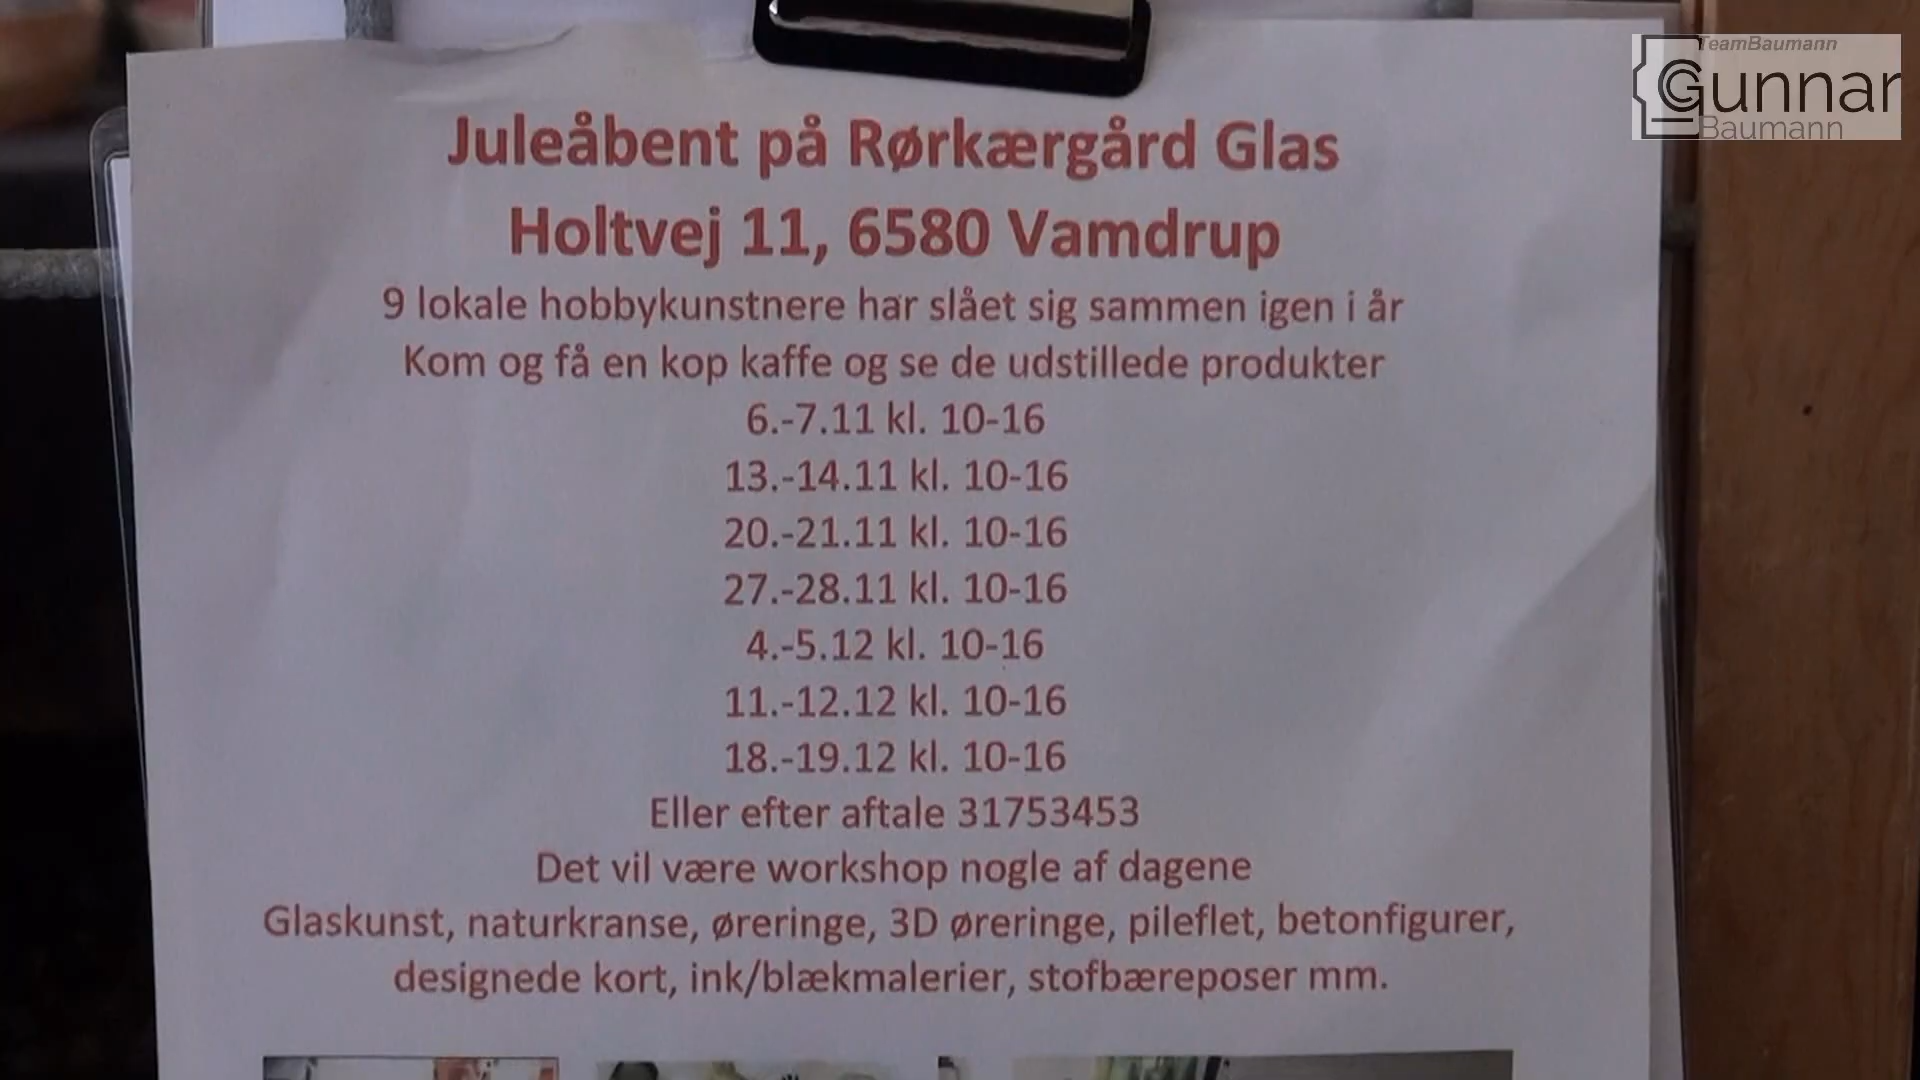 TeamBaumann
Gunnar
Baumann
Juleåbent på Rørkærgård Glas
Holtvej 11, 6580 Vamdrup
9 lokale hobbykunstnere har slået sig sammen igen i år
Kom og få en kop kaffe og se de udstillede produkter
6.-7.11 kl. 10-16
13.-14.11 kl. 10-16
20.-21.11 kl. 10-16
27.-28.11 kl. 10-16
4.-5.12 kl. 10-16
11.-12.12 kl. 10-16
18.-19.12 kl. 10-16
Eller efter aftale 31753453
Det vil være workshop nogle af dagene
Glaskunst, naturkranse, øreringe, 3D øreringe, pileflet, betonfigurer,
designede kort, ink/blækmalerier, stofbæreposer mm.